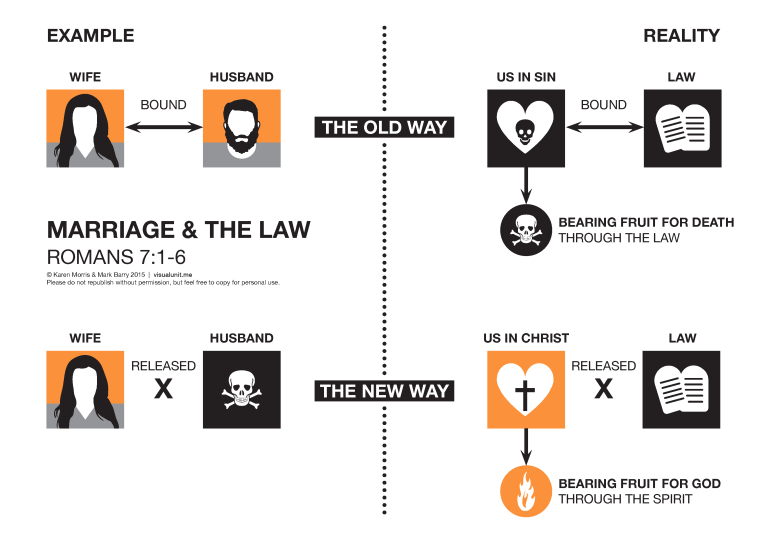 EXAMPLE
REALITY
WIFE
HUSBAND
BOUND
THE OLD WAY
US IN SIN
LAW
BOUND
BEARING FRUIT FOR DEATH
THROUGH THE LAW
MARRIAGE & THE LAW
ROMANS 7:1-6
© Karen Morris & Mark Barry 2015 | visualunit.me
Please do not republish without permission, but feel free to copy for personal use.
WIFE
HUSBAND
RELEASED
X
THE NEW WAY
US IN CHRIST
LAW
RELEASED
X
BEARING FRUIT FOR GOD
THROUGH THE SPIRIT